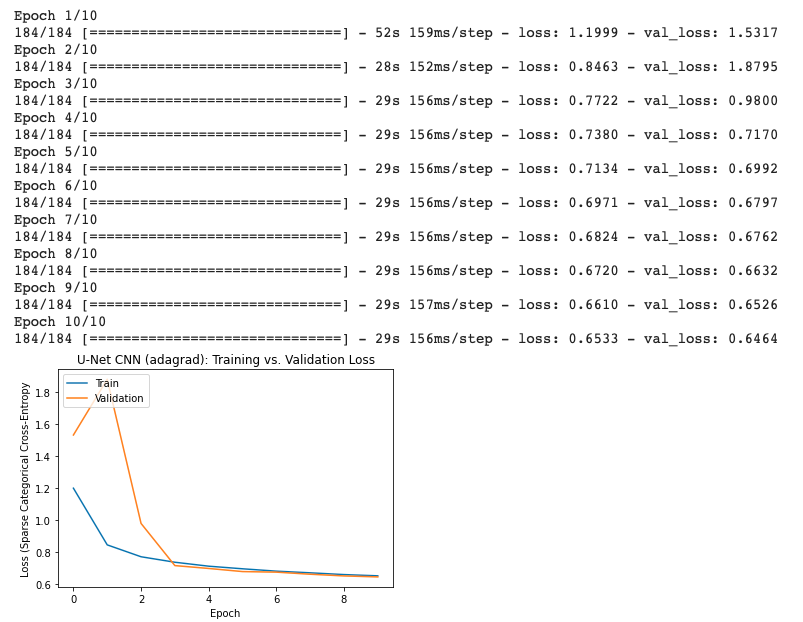 Epoch 1/10
184/184 [==============================] - 52s 159ms/step - loss: 1.1999 - val_loss: 1.5317
Epoch 2/10
184/184 [==============================] - 28s 152ms/step - loss: 0.8463 - val_loss: 1.8795
Epoch 3/10
184/184 [==============================] - 29s 156ms/step - loss: 0.7722 - val_loss: 0.9800
Epoch 4/10
184/184 [==============================] - 29s 156ms/step - loss: 0.7380 - val_loss: 0.7170
Epoch 5/10
184/184 [==============================] - 29s 156ms/step - loss: 0.7134 - val_loss: 0.6992
Epoch 6/10
184/184 [==============================] - 29s 156ms/step - loss: 0.6971 - val_loss: 0.6797
Epoch 7/10
184/184 [==============================] - 29s 156ms/step - loss: 0.6824 - val_loss: 0.6762
Epoch 8/10
184/184 [==============================] - 29s 156ms/step - loss: 0.6720 - val_loss: 0.6632
Epoch 9/10
184/184 [==============================] - 29s 157ms/step - loss: 0.6610 - val_loss: 0.6526
Epoch 10/10
184/184 [==============================] - 29s 156ms/step - loss: 0.6533 - val_loss: 0.6464
U-Net CNN (adagrad): Training vs. Validation Loss
Train
Validation
Loss (Sparse Categorical Cross-Entropy
1.8
1.6
1.4
1.2
1.0
0.8
0.6
0 2 4 6 8
Epoch